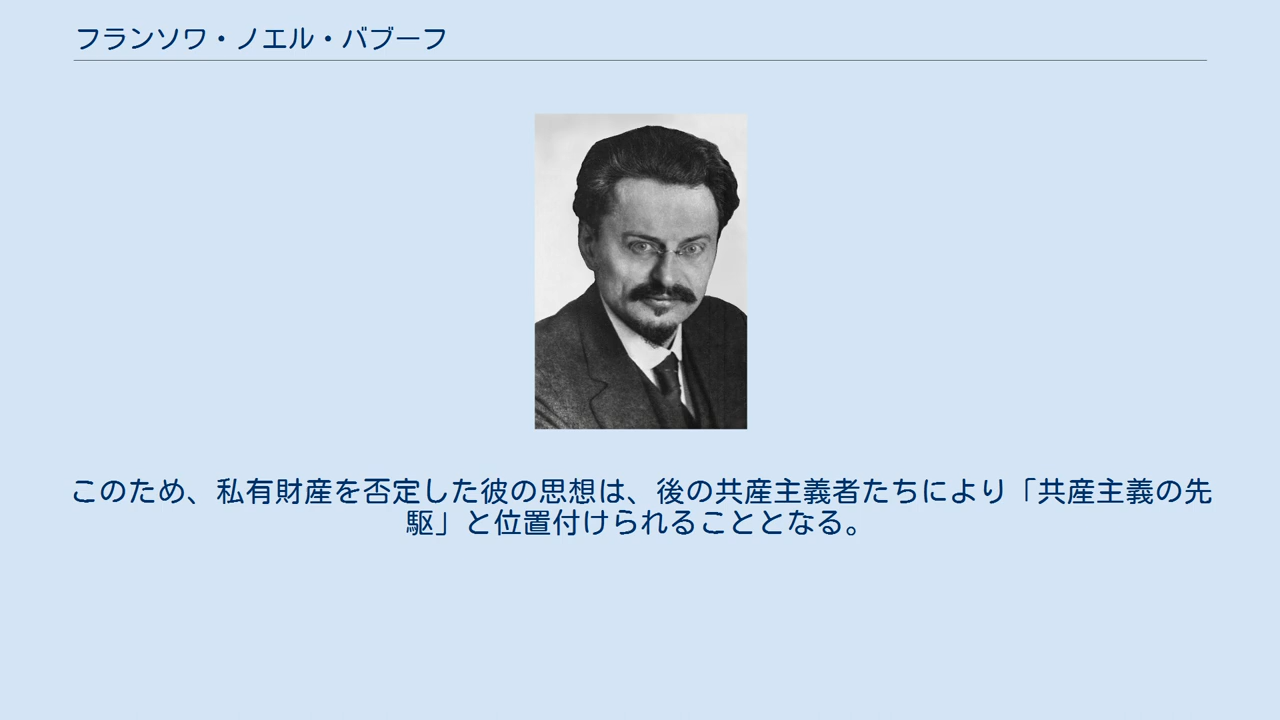 フランソワ・ノエル・バブーフ
このため、私有財産を否定した彼の思想は、後の共産主義者たちにより「共産主義の先
駆」と位置付けられることとなる。